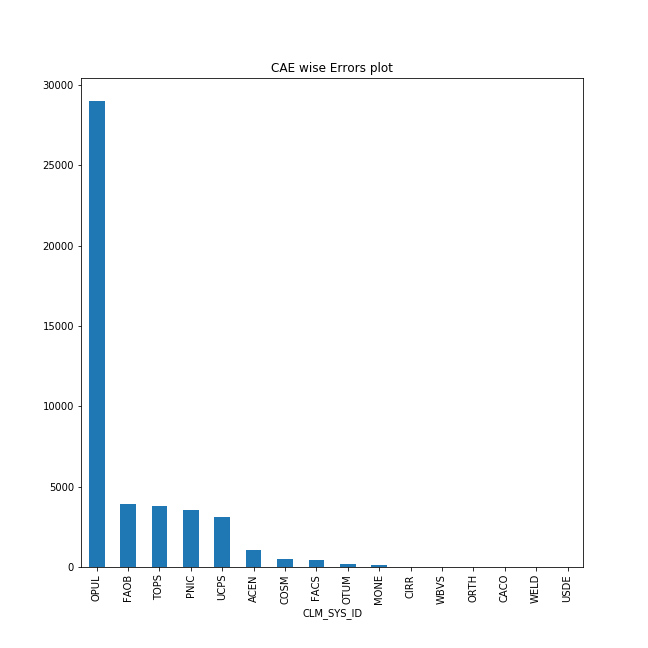 CAE wise Errors plot
30000
25000
20000
15000
10000
5000
0
OPUL
FAOB
TOPS
PNIC
UCPS
ACEN
COSM
FACS
OTUM
MONE
CIRR
WBVS
ORTH
CACO
WELD
USDE
CLM_SYS_ID